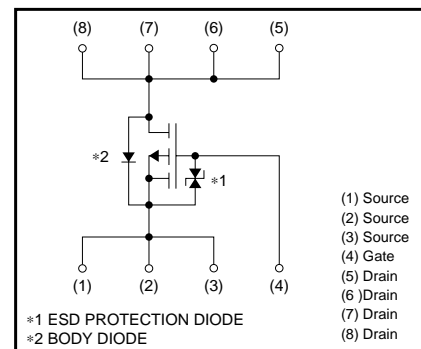 (8) (7) (6) (5)
∗2
∗1
(1) (2) (3) (4)
(1) Source
(2) Source
(3) Source
(4) Gate
(5) Drain
(6 )Drain
(7) Drain
(8) Drain
∗1 ESD PROTECTION DIODE
∗2 BODY DIODE